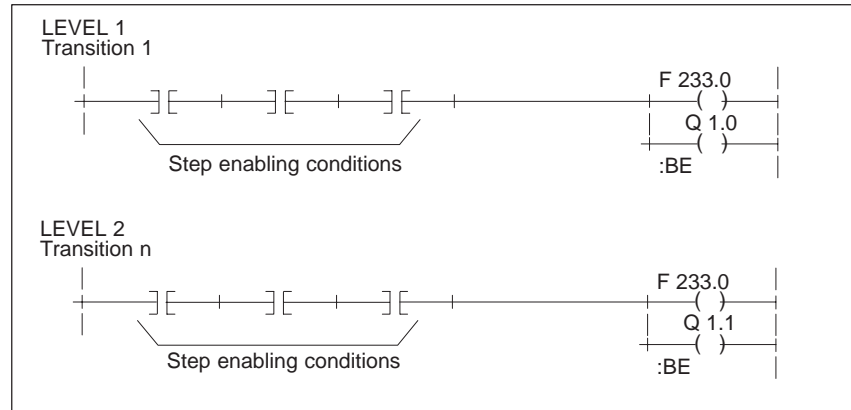 LEVEL 1
Transition 1
F 233.0
Q 1.0
Step enabling conditions
:BE
LEVEL 2
Transition n
F 233.0
Q 1.1
Step enabling conditions
:BE